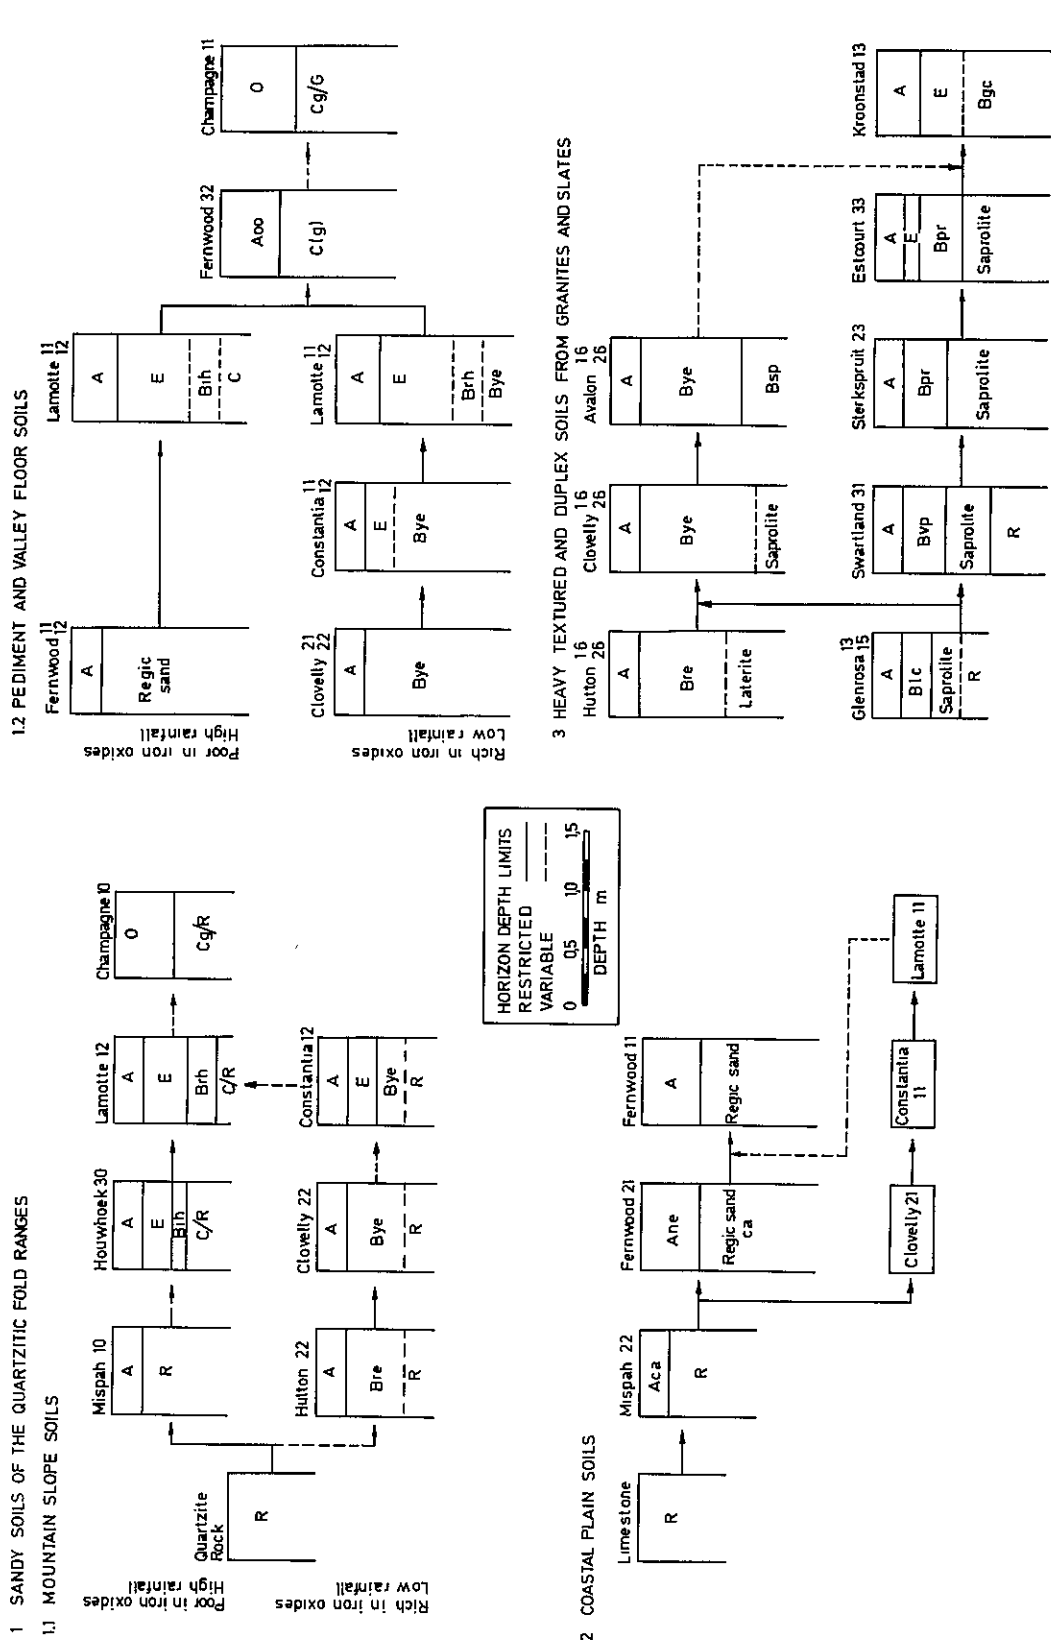 1 SANDY SOILS OF THE QUARTZITIC FOLD RANGES
1.1 MOUNTAIN SLOPE SOILS
Poor in iron oxides
High rainfall
Rich in iron oxides
Low rainfall
Quartzite
Rock
R
Mispah 10
A
R
Houwhoek 30
A
E
Bih
C/R
Lamotte 12
A
E
Brh
C/R
Champagne 10
O
Cg/R
Hutton 22
A
Bre
R
Clovelly 22
A
Bye
R
Constantia 12
A
E
Bye
R
1.2 PEDIMENT AND VALLEY FLOOR SOILS
Poor in iron oxides
High rainfall
Rich in iron oxides
Low rainfall
Fernwood 11
12
A
Regic
sand
Lamotte 11
12
A
E
Bih
C
Clovelly 21
22
A
Bye
Constantia 11
12
A
E
Bye
Lamotte 11
12
A
E
Brh
Bye
Fernwood 32
Aoo
C(g)
Champagne 11
O
Cg/G
HORIZON DEPTH LIMITS
RESTRICTED
VARIABLE
0 0,5 1,0 1,5
DEPTH m
2 COASTAL PLAIN SOILS
Limestone
R
Mispah 22
Aca
R
Fernwood 21
Ane
Regic sand
ca
Fernwood 11
A
Regic sand
Clovelly 21
Constantia
11
Lamotte 11
3 HEAVY TEXTURED AND DUPLEX SOILS FROM GRANITES AND SLATES
Hutton 16
26
A
Bre
Laterite
Clovelly 16
26
A
Bye
Saprolite
Avalon 16
26
A
Bye
Bsp
Glenrosa 13
15
A
Blc
Saprolite
R
Swartland 31
A
Bvp
Saprolite
R
Sterkspruit 23
A
Bpr
Saprolite
Estcourt 33
A
E
Bpr
Saprolite
Kroonstad 13
A
E
Bgc